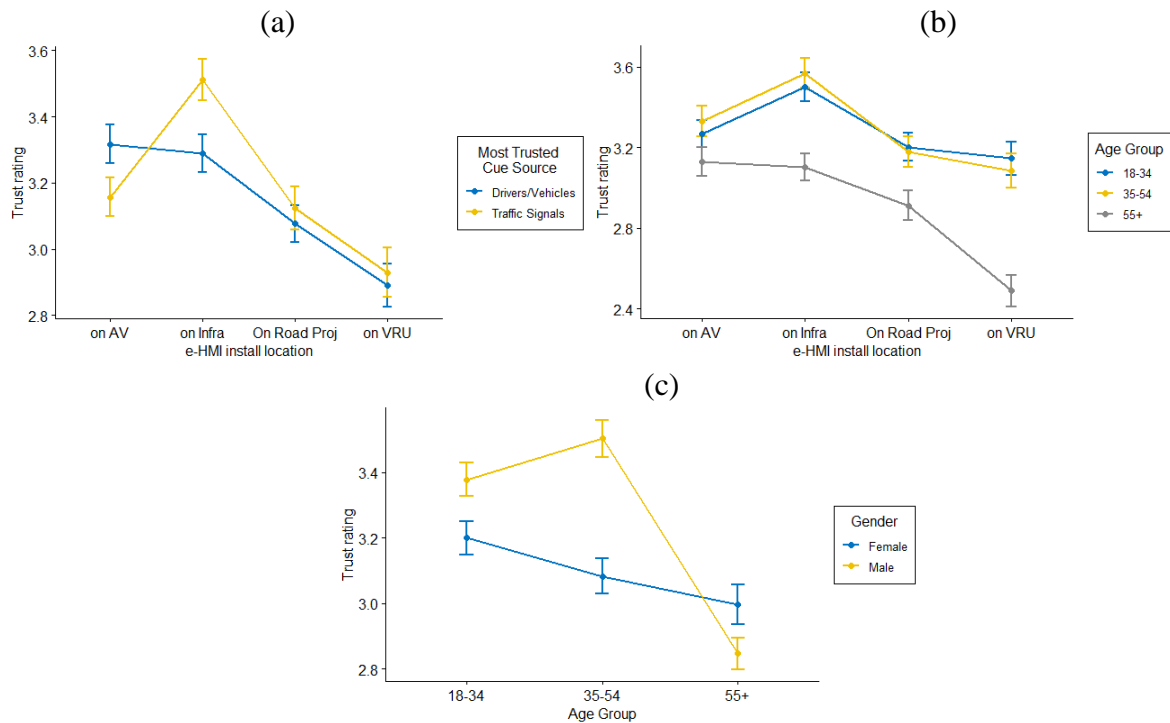 (a)
3.6
3.4
3.2
3.0
2.8
Trust rating
on AV
on Infra
On Road Proj
on VRU
e-HMI install location
Most Trusted
Cue Source
Drivers/Vehicles
Traffic Signals
(b)
3.6
3.2
2.8
2.4
Trust rating
on AV
on Infra
On Road Proj
on VRU
e-HMI install location
Age Group
18-34
35-54
55+
(c)
3.4
3.2
3.0
2.8
Trust rating
18-34
35-54
55+
Age Group
Gender
Female
Male